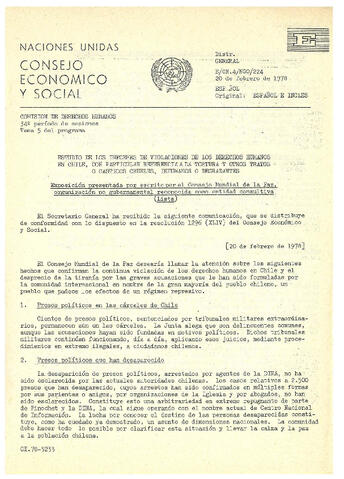 NACIONES UNIDAS
CONSEJO
ECONOMICO
Y SOCIAL
Distr.
GENERAL
E/CN.4/NGO/224
20 de febrero de 1978
ESPAÑOL
Original: ESPAÑOL E INGLES
COMISION DE DERECHOS HUMANOS
34º período de sesiones
Tema 5 del programa
ESTUDIO DE LOS INFORMES DE VIOLACIONES DE LOS DERECHOS HUMANOS
EN CHILE, CON PARTICULAR REFERENCIA A LA TORTURA Y OTROS TRATOS
O CASTIGOS CRUELES, INHUMANOS O DEGRADANTES
Exposición presentada por escrito por el Consejo Mundial de la Paz,
organización no gubernamental reconocida como entidad consultiva
(lista)
El Secretario General ha recibido la siguiente comunicación, que se distribuye
de conformidad con lo dispuesto en la resolución 1296 (XLIV) del Consejo Económico
y Social.
[20 de febrero de 1978]
El Consejo Mundial de la Paz desearía llamar la atención sobre los siguientes
hechos que confirman la continua violación de los derechos humanos en Chile y el
desprecio de la tiranía por las graves acusaciones que le han sido formuladas por
la comunidad internacional en nombre de la gran mayoría del pueblo chileno, un
pueblo que padece los efectos de un régimen represivo.
1. Presos políticos en las cárceles de Chile
Cientos de presos políticos, sentenciados por tribunales militares extraordi-
narios, permanecen aún en las cárceles. La Junta alega que son delincuentes comunes,
aunque las acusaciones hayan sido fundadas en motivos políticos. Dichos tribunales
militares continúan funcionando, día a día, aplicando esos juicios, mediante proce-
dimientos en extremo ilegales, a ciudadanos chilenos.
2. Presos políticos que han desaparecido
La desaparición de presos políticos, arrestados por agentes de la DINA, no ha
sido esclarecida por las actuales autoridades chilenas. Los casos relativos a 2.500
presos que han desaparecido, cuyos arrestos han sido confirmados en múltiples formas
por sus parientes o amigos, por organizaciones de la Iglesia y por abogados, no han
sido esclarecidos. Constituye esto una arbitrariedad en extremo repugnante de parte
de Pinochet y la DINA, la cual sigue operando con el nombre actual de Centro Nacional
de Información. La lucha por conocer el destino de las personas desaparecidas consti-
tuye, como ha quedado ya demostrado, un asunto de dimensiones nacionales. La comunidad
debe hacer todo lo posible por clarificar esta situación y llevar la calma y la paz
a la población chilena.
GE.78-5233